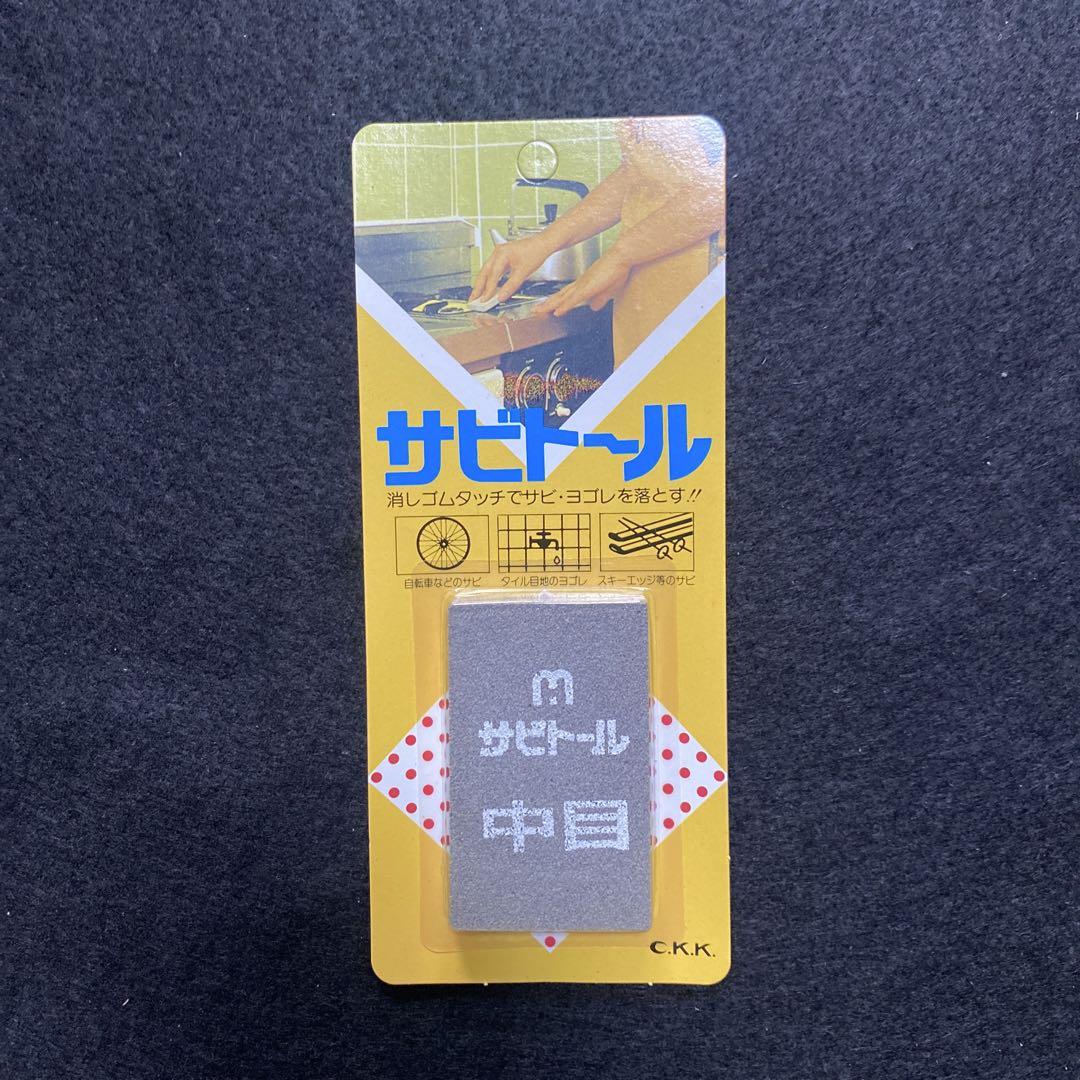 サビトール
消しゴムタッチでサビ・ヨゴレを落とす!!
自転車などのサビ タイル目地のヨゴレ スキーエッジ等のサビ
サビトール
中目
C.K.K.